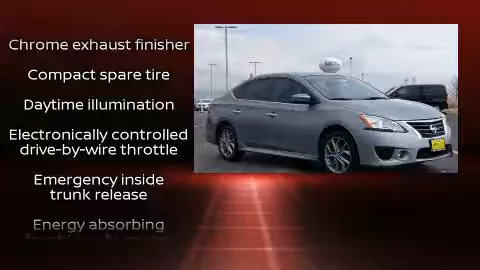 Chrome exhaust finisher
Compact spare tire
Daytime illumination
Electronically controlled
drive-by-wire throttle
Emergency inside
trunk release
Energy absorbing